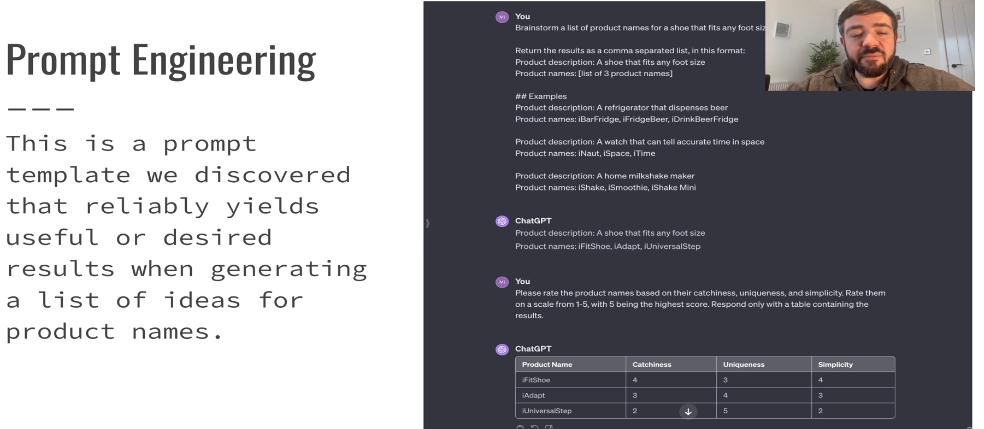 Prompt Engineering
___
This is a prompt
template we discovered
that reliably yields
useful or desired
results when generating
a list of ideas for
product names.
You
Brainstorm a list of product names for a shoe that fits any foot siz
Return the results as a comma separated list, in this format:
Product description: A shoe that fits any foot size
Product names: [list of 3 product names]
## Examples
Product description: A refrigerator that dispenses beer
Product names: iBarFridge, iFridgeBeer, iDrinkBeerFridge
Product description: A watch that can tell accurate time in space
Product names: iNaut, iSpace, iTime
Product description: A home milkshake maker
Product names: iShake, iSmoothie, iShake Mini
ChatGPT
Product description: A shoe that fits any foot size
Product names: iFitShoe, iAdapt, iUniversalStep
You
Please rate the product names based on their catchiness, uniqueness, and simplicity. Rate them
on a scale from 1-5, with 5 being the highest score. Respond only with a table containing the
results.
ChatGPT
Product Name Catchiness Uniqueness Simplicity
iFitShoe 4 3 4
iAdapt 3 4 3
iUniversalStep 2 5 2